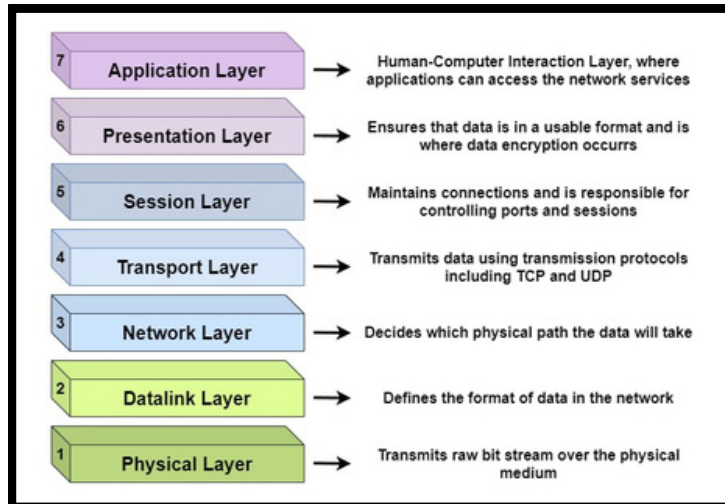 7
Application Layer
Human-Computer Interaction Layer, where
applications can access the network services
6
Presentation Layer
Ensures that data is in a usable format and is
where data encryption occurrs
5
Session Layer
Maintains connections and is responsible for
controlling ports and sessions
4
Transport Layer
Transmits data using transmission protocols
including TCP and UDP
3
Network Layer
Decides which physical path the data will take
2
Datalink Layer
Defines the format of data in the network
1
Physical Layer
Transmits raw bit stream over the physical
medium